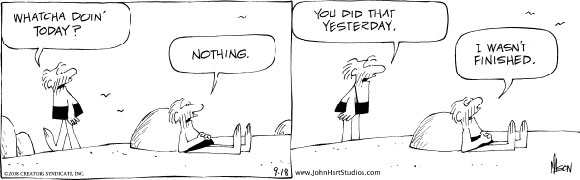 WHATCHA DOIN'
TODAY?
NOTHING.
©2008 CREATORS SYNDICATE, INC.
9·18
YOU DID THAT
YESTERDAY.
I WASN'T
FINISHED.
www.JohnHartStudios.com
MASON